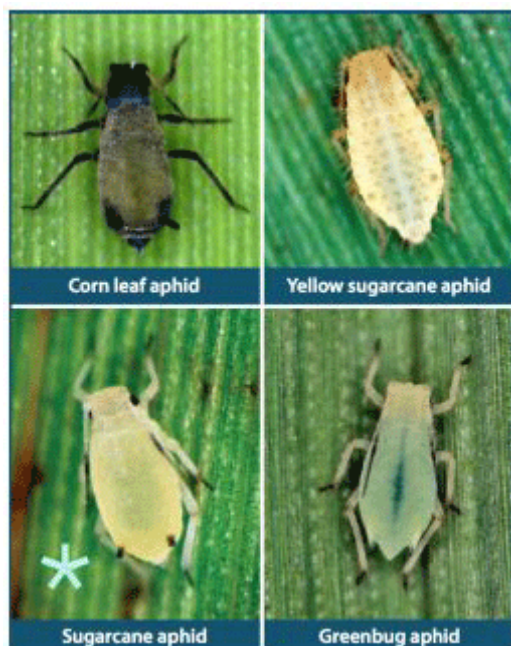 Corn leaf aphid
Yellow sugarcane aphid
Sugarcane aphid
Greenbug aphid